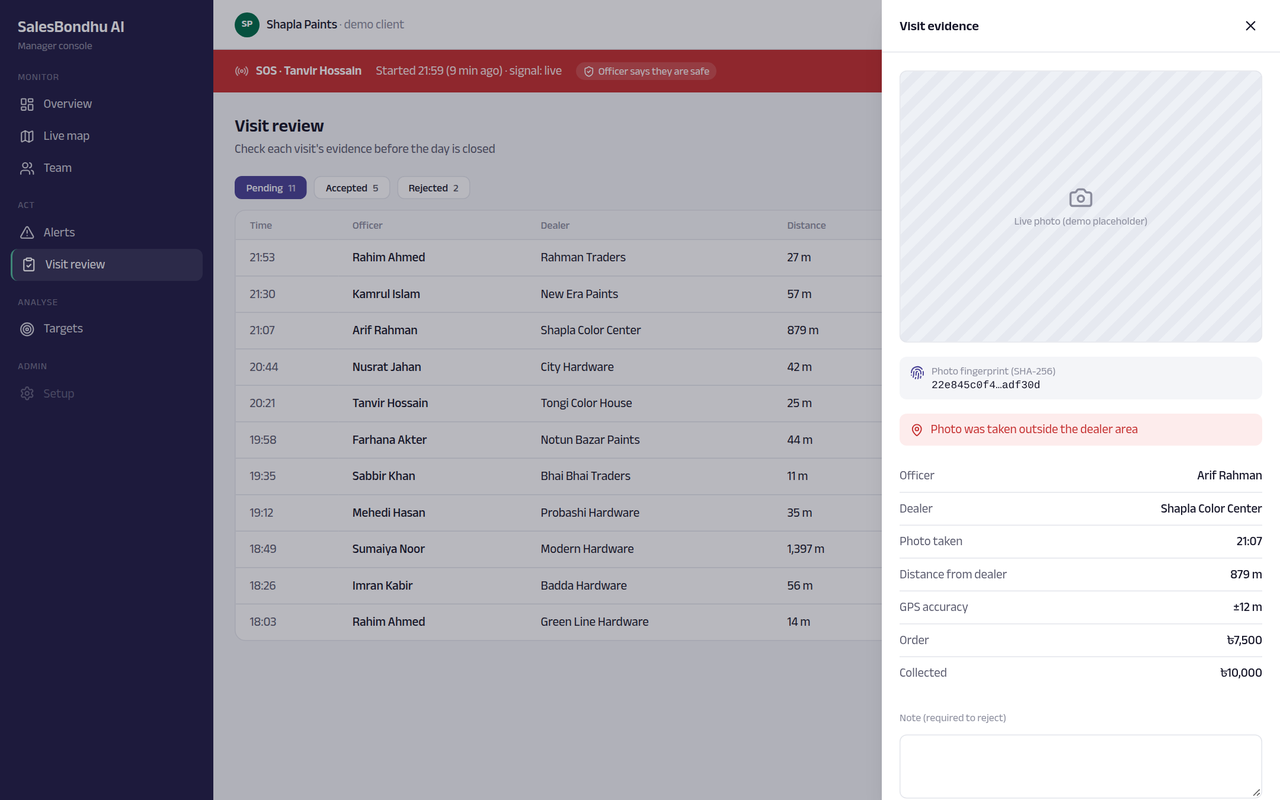 SalesBondhu AI
Manager console
MONITOR
Overview
Live map
Team
ACT
Alerts
Visit review
ANALYSE
Targets
ADMIN
Setup
SP Shapla Paints · demo client
SOS · Tanvir Hossain Started 21:59 (9 min ago) · signal: live Officer says they are safe
Visit review
Check each visit's evidence before the day is closed
Pending 11 Accepted 5 Rejected 2
Time Officer Dealer Distance
21:53 Rahim Ahmed Rahman Traders 27 m
21:30 Kamrul Islam New Era Paints 57 m
21:07 Arif Rahman Shapla Color Center 879 m
20:44 Nusrat Jahan City Hardware 42 m
20:21 Tanvir Hossain Tongi Color House 25 m
19:58 Farhana Akter Notun Bazar Paints 44 m
19:35 Sabbir Khan Bhai Bhai Traders 11 m
19:12 Mehedi Hasan Probashi Hardware 35 m
18:49 Sumaiya Noor Modern Hardware 1,397 m
18:26 Imran Kabir Badda Hardware 56 m
18:03 Rahim Ahmed Green Line Hardware 14 m
Visit evidence
Live photo (demo placeholder)
Photo fingerprint (SHA-256)
22e845c0f4…adf30d
Photo was taken outside the dealer area
Officer Arif Rahman
Dealer Shapla Color Center
Photo taken 21:07
Distance from dealer 879 m
GPS accuracy ±12 m
Order ৳7,500
Collected ৳10,000
Note (required to reject)